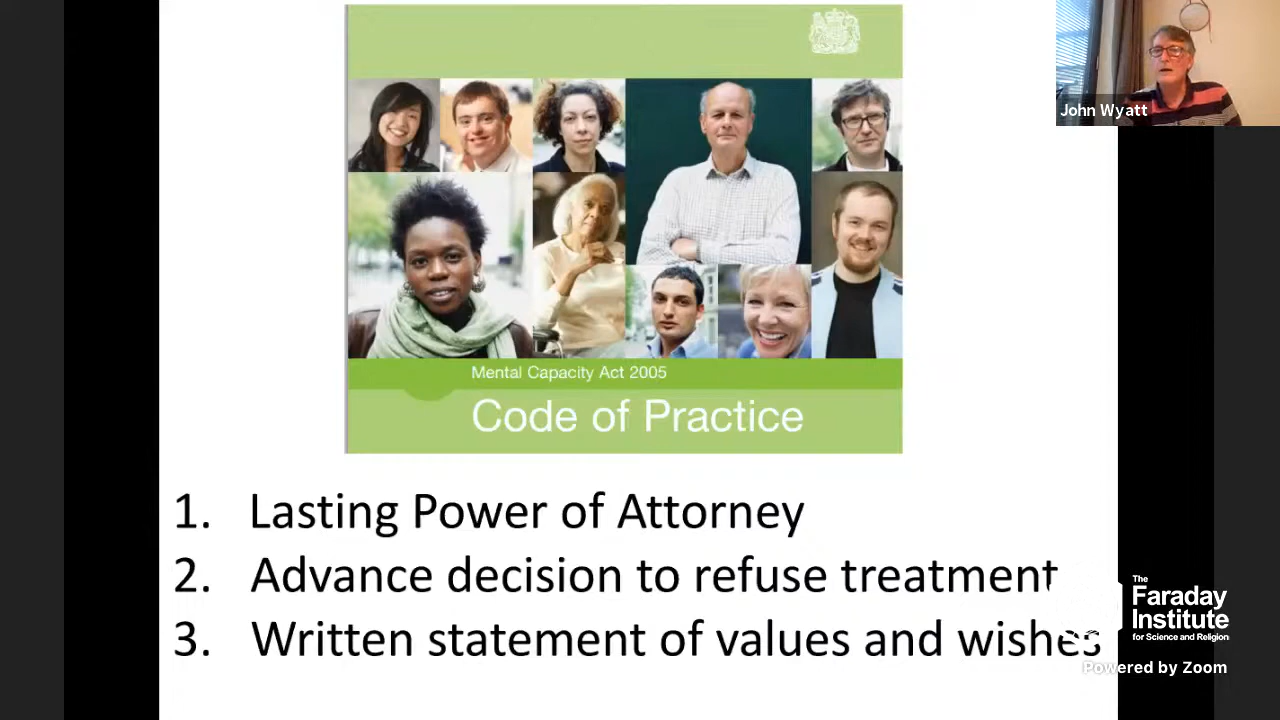 John Wyatt
Mental Capacity Act 2005
Code of Practice
1. Lasting Power of Attorney
2. Advance decision to refuse treatment
3. Written statement of values and wishes
The
Faraday
Institute
for Science and Religion
Powered by Zoom